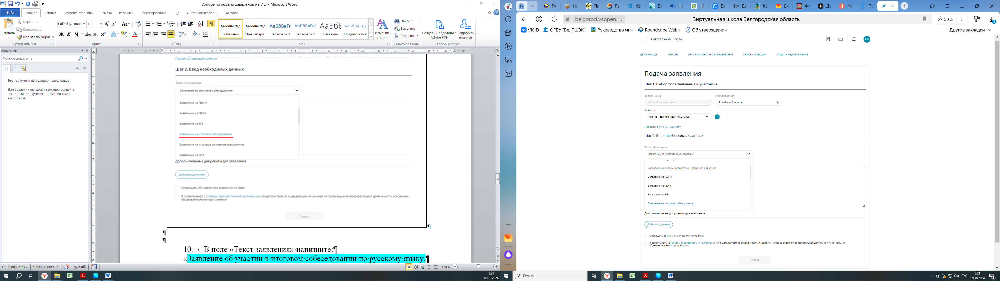 Алгоритм подачи заявления на ИС - Microsoft Word
Файл Главная Вставка Разметка страницы Ссылки Рассылки Рецензирование Вид ABBYY FineReader 12 Acrobat
Вставить
Вырезать
Копировать
Формат по образцу
Буфер обмена
Calibri (Основн 11
Шрифт
Абзац
АаБбВвГгДд АаБбВвГгДд АаБбВвГг, АаБбВвГг АаБбЕ АаБбВвГгД
¶ Обычный ¶ Без интерв... Заголовок 1 Заголовок 2 Название Подзаголовок
Стили
Изменить стили
Найти
Заменить
Выделить
Редактирование
Создать и поделиться Adobe PDF
Запросить подписи
Adobe Acrobat
Навигация
Поиск в документе
Этот документ не содержит заголовков.
Для создания вкладок навигации создайте
заголовки в документе, применив стили
заголовков.
Перейти в личный кабинет
Шаг 2. Ввод необходимых данных
Тема обращения
Заявление на итоговое собеседование
Заявление на ГВЭ-11
Заявление на ГВЭ-9
Заявление на ЕГЭ
Заявление на итоговое собеседование
Заявление на итоговое сочинение (изложение)
Заявление на ОГЭ
Дополнительные документы для заявления
Добавить документ
Оповещать об изменениях заявления по Email
Я ознакомлен(а) с Уставом образовательной организации, свидетельством об аккредитации, лицензией на право ведения образовательной деятельности, основными
образовательными программами
Готово
10. В поле «Текст заявления» напишите:¶
«Заявление об участии в итоговом собеседовании по русскому языку.¶
Страница: 5 из 7 Число слов: 525 русский 170%
8:21
09.10.2024
17 Гл Но Пр Ра Ко Де Фе ФГ Вх Да Ко Вх Фи Дз пр Пр
belgorod.vsopen.ru
Виртуальная школа Белгородская область
50 %
VK ID ОГБУ "БелРЦОКО Руководство мин Roundcube Webm Об утверждении Другие закладки
17
ВИРТУАЛЬНАЯ ШКОЛА
Е В
ДЕТСКИЕ САДЫ ШКОЛЫ ПРОФЕССИОНАЛЬНОЕ ОБРАЗОВАНИЕ КРУЖКИ И СЕКЦИИ ОТДЫХ И ОЗДОРОВЛЕНИЕ
Подача заявления
Шаг 1. Выбор типа заявления и участника
Заявление в Тип заявления
Общеобразовательная В свободной форме
Ребенок
Иванов Иван Иванович (01.01.2009)
Перейти в личный кабинет
Шаг 2. Ввод необходимых данных
Тема обращения
Заявление на итоговое собеседование
Заявление на выдачу нового/взамен утерянного пропуска
Заявление на ГВЭ-11
Заявление на ГВЭ-9
Заявление на ЕГЭ
Заявление на итоговое собеседование
Дополнительные документы для заявления
Добавить документ
Оповещать об изменениях заявления по Email
Я ознакомлен(а) с Уставом образовательной организации, свидетельством об аккредитации, лицензией на право ведения образовательной деятельности, основными
образовательными программами
Готово
Поиск
РУС
8:21
09.10.2024
2